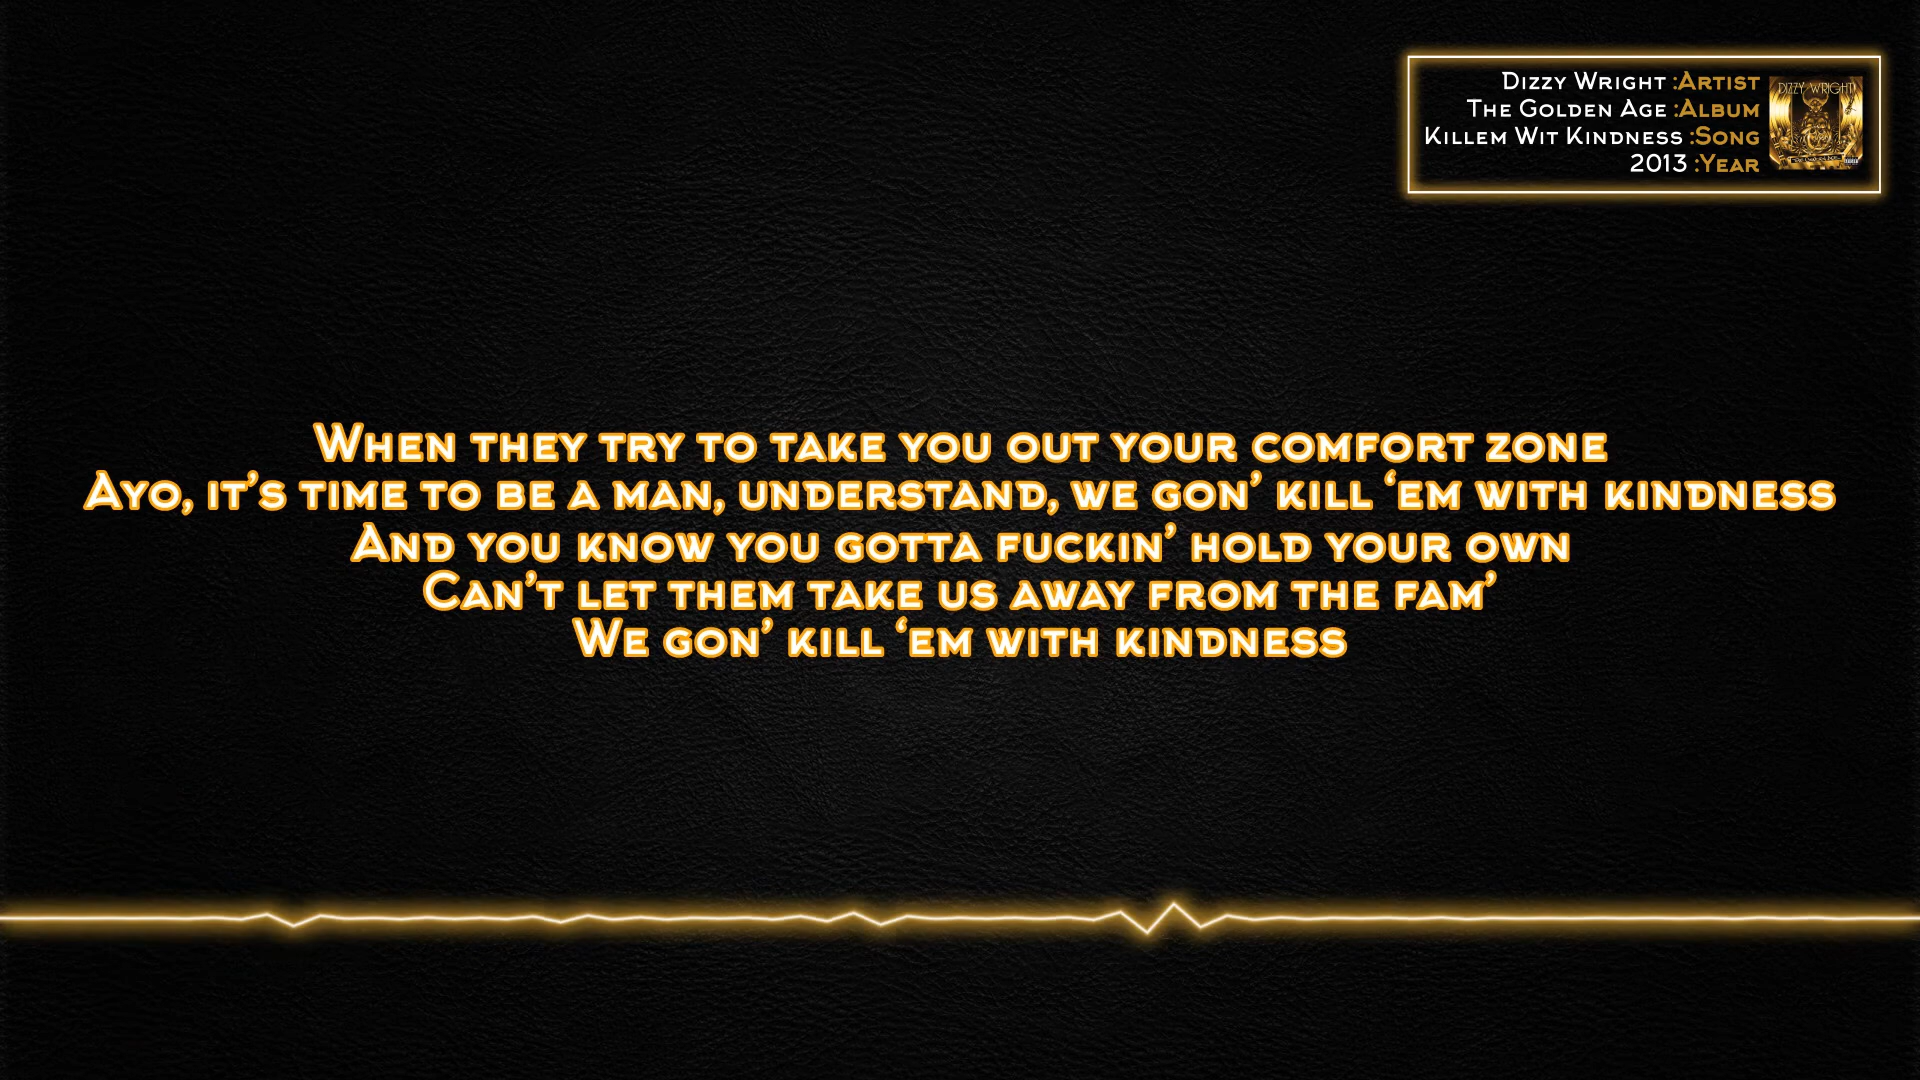 Dizzy Wright :Artist
The Golden Age :Album
Killem Wit Kindness :Song
2013 :Year
DIZZY WRIGHT
When they try to take you out your comfort zone
Ayo, it’s time to be a man, understand, we gon’ kill ‘em with kindness
And you know you gotta fuckin’ hold your own
Can’t let them take us away from the fam’
We gon’ kill ‘em with kindness